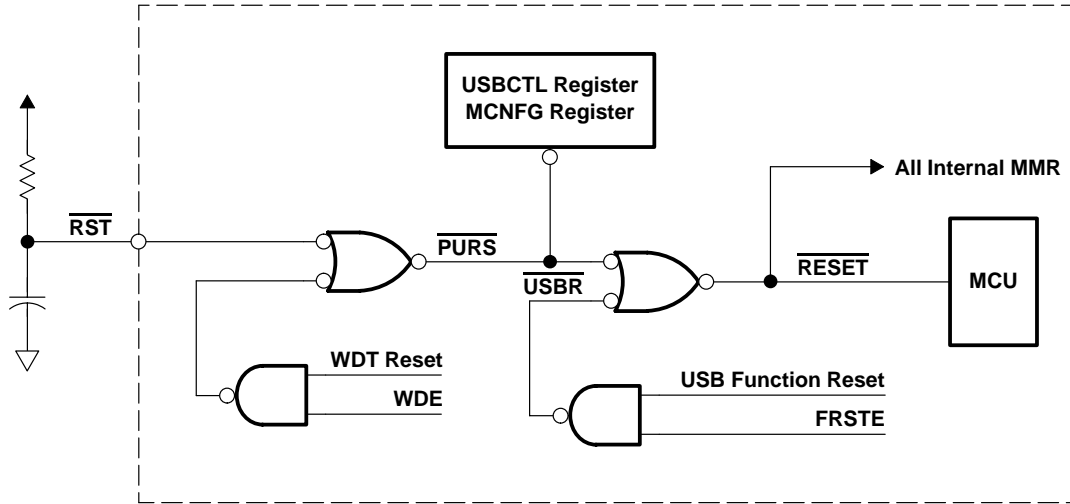 USBCTL Register
MCNFG Register
All Internal MMR
RST
PURS
USBR
RESET
MCU
WDT Reset
WDE
USB Function Reset
FRSTE